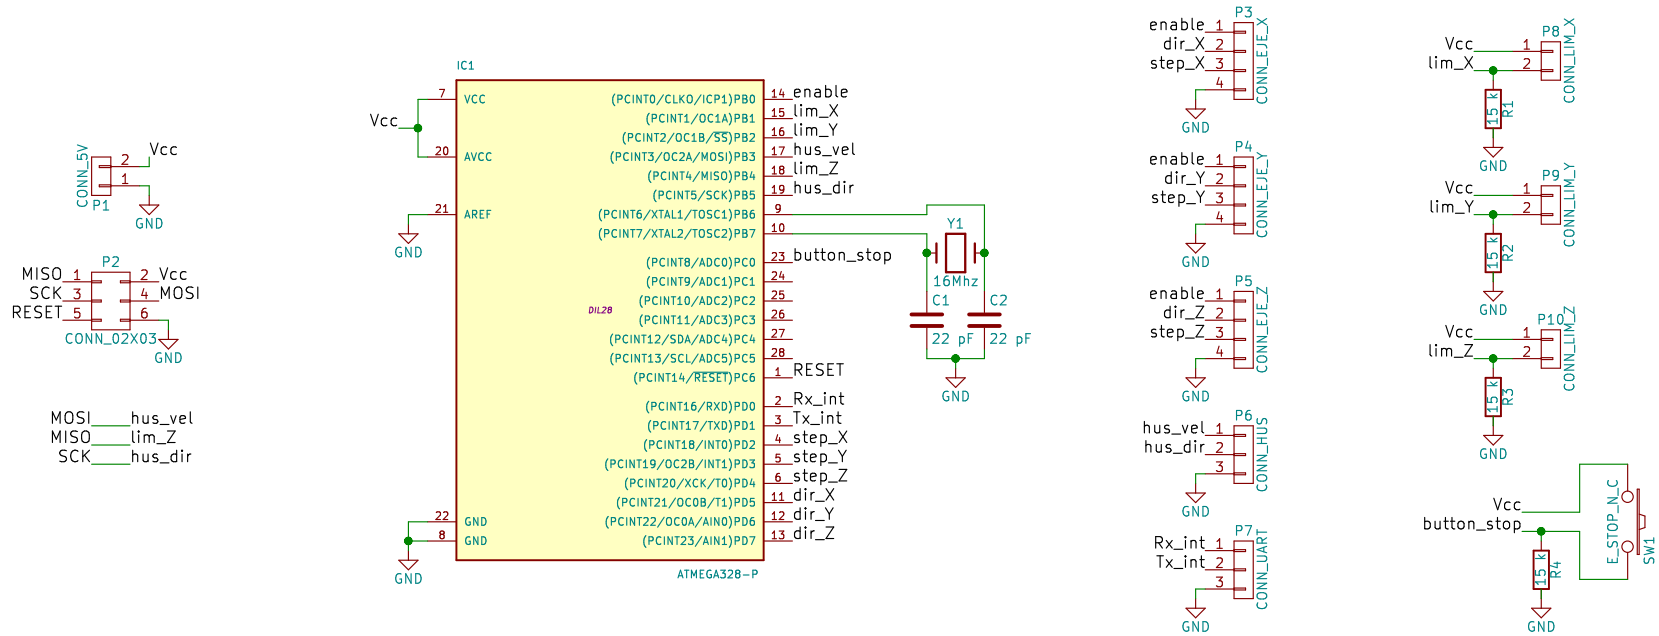 CONN_5V
2 Vcc
1
P1
GND
P2
MISO 1 2 Vcc
SCK 3 4 MOSI
RESET 5 6
CONN_02X03
GND
MOSI hus_vel
MISO lim_Z
SCK hus_dir
IC1
Vcc
7 VCC
20 AVCC
21 AREF
GND
22 GND
8 GND
GND
DIL28
(PCINT0/CLKO/ICP1)PB0 14 enable
(PCINT1/OC1A)PB1 15 lim_X
(PCINT2/OC1B/SS)PB2 16 lim_Y
(PCINT3/OC2A/MOSI)PB3 17 hus_vel
(PCINT4/MISO)PB4 18 lim_Z
(PCINT5/SCK)PB5 19 hus_dir
(PCINT6/XTAL1/TOSC1)PB6 9
(PCINT7/XTAL2/TOSC2)PB7 10
(PCINT8/ADC0)PC0 23 button_stop
(PCINT9/ADC1)PC1 24
(PCINT10/ADC2)PC2 25
(PCINT11/ADC3)PC3 26
(PCINT12/SDA/ADC4)PC4 27
(PCINT13/SCL/ADC5)PC5 28
(PCINT14/RESET)PC6 1 RESET
(PCINT16/RXD)PD0 2 Rx_int
(PCINT17/TXD)PD1 3 Tx_int
(PCINT18/INT0)PD2 4 step_X
(PCINT19/OC2B/INT1)PD3 5 step_Y
(PCINT20/XCK/T0)PD4 6 step_Z
(PCINT21/OC0B/T1)PD5 11 dir_X
(PCINT22/OC0A/AIN0)PD6 12 dir_Y
(PCINT23/AIN1)PD7 13 dir_Z
ATMEGA328-P
Y1
16Mhz
C1 C2
22 pF 22 pF
GND
P3
enable 1
dir_X 2
step_X 3
4
CONN_EJE_X
GND
P4
enable 1
dir_Y 2
step_Y 3
4
CONN_EJE_Y
GND
P5
enable 1
dir_Z 2
step_Z 3
4
CONN_EJE_Z
GND
P6
hus_vel 1
hus_dir 2
3
CONN_HUS
GND
P7
Rx_int 1
Tx_int 2
3
CONN_UART
GND
P8
Vcc 1
lim_X 2
CONN_LIM_X
15 k R1
GND
P9
Vcc 1
lim_Y 2
CONN_LIM_Y
15 k R2
GND
P10
Vcc 1
lim_Z 2
CONN_LIM_Z
15 k R3
GND
Vcc
button_stop
E_STOP_N_C
SW1
15 k R4
GND